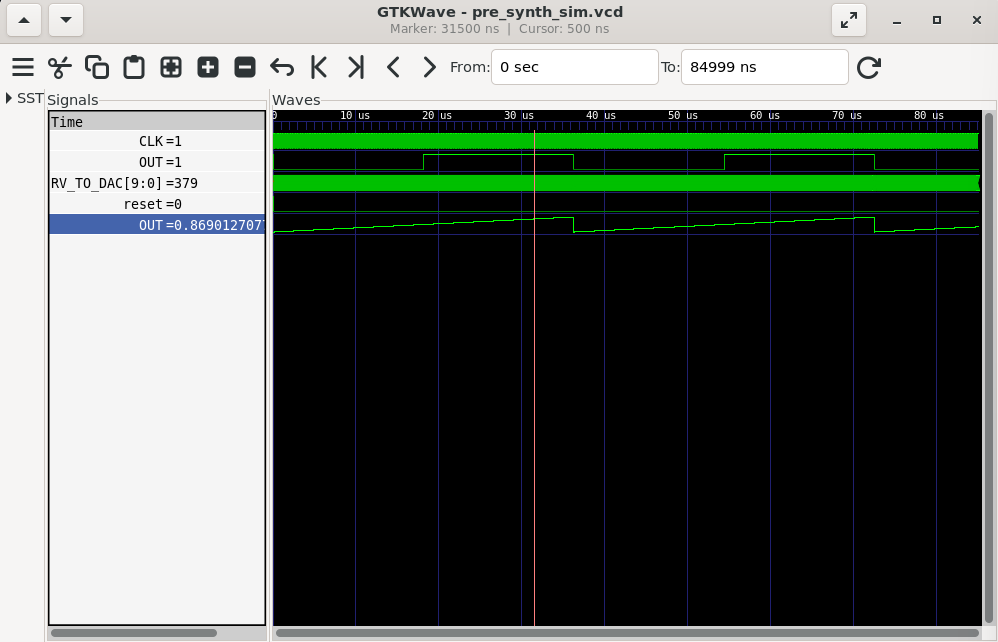 GTKWave - pre_synth_sim.vcd
Marker: 31500 ns | Cursor: 500 ns
From: 0 sec To: 84999 ns
SST
Signals
Waves
Time
0 10 us 20 us 30 us 40 us 50 us 60 us 70 us 80 us
CLK=1
OUT=1
RV_TO_DAC[9:0]=379
reset=0
OUT=0.869012707